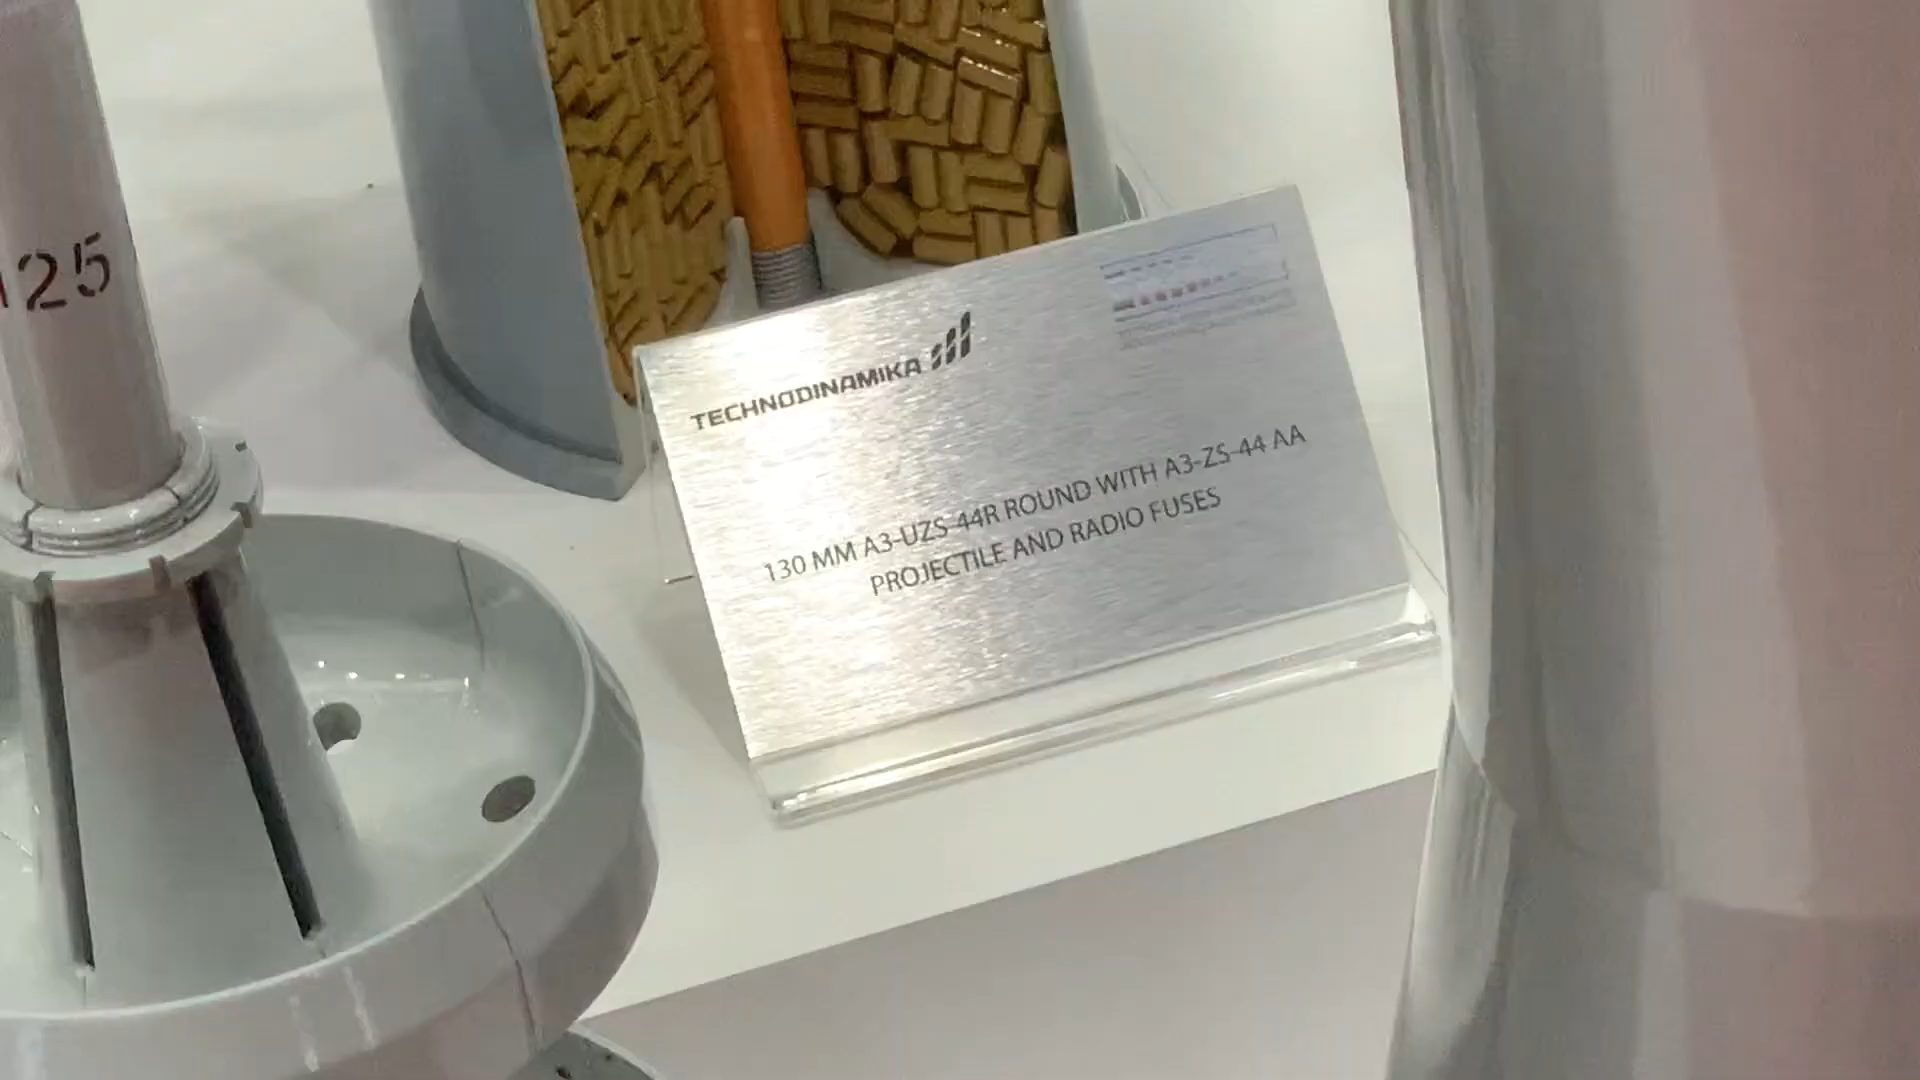 125
TECHNODINAMIKA
130 MM A3-UZS-44R ROUND WITH A3-ZS-44 AA
PROJECTILE AND RADIO FUSES